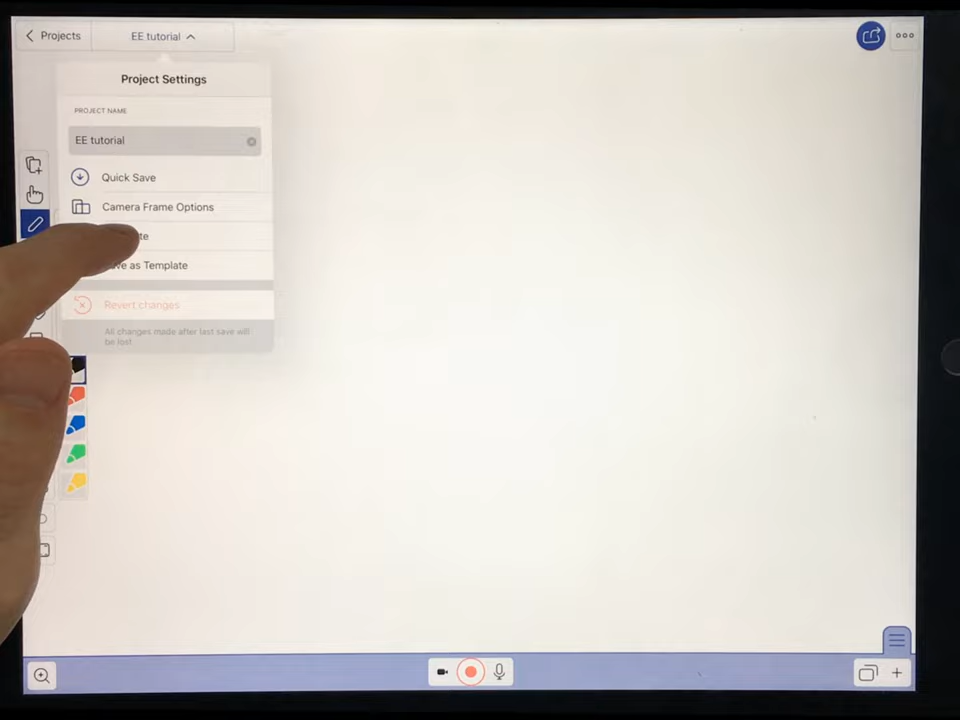 Projects
EE tutorial
Project Settings
PROJECT NAME
EE tutorial
Quick Save
Camera Frame Options
as Template
Revert changes
All changes made after last save will
be lost